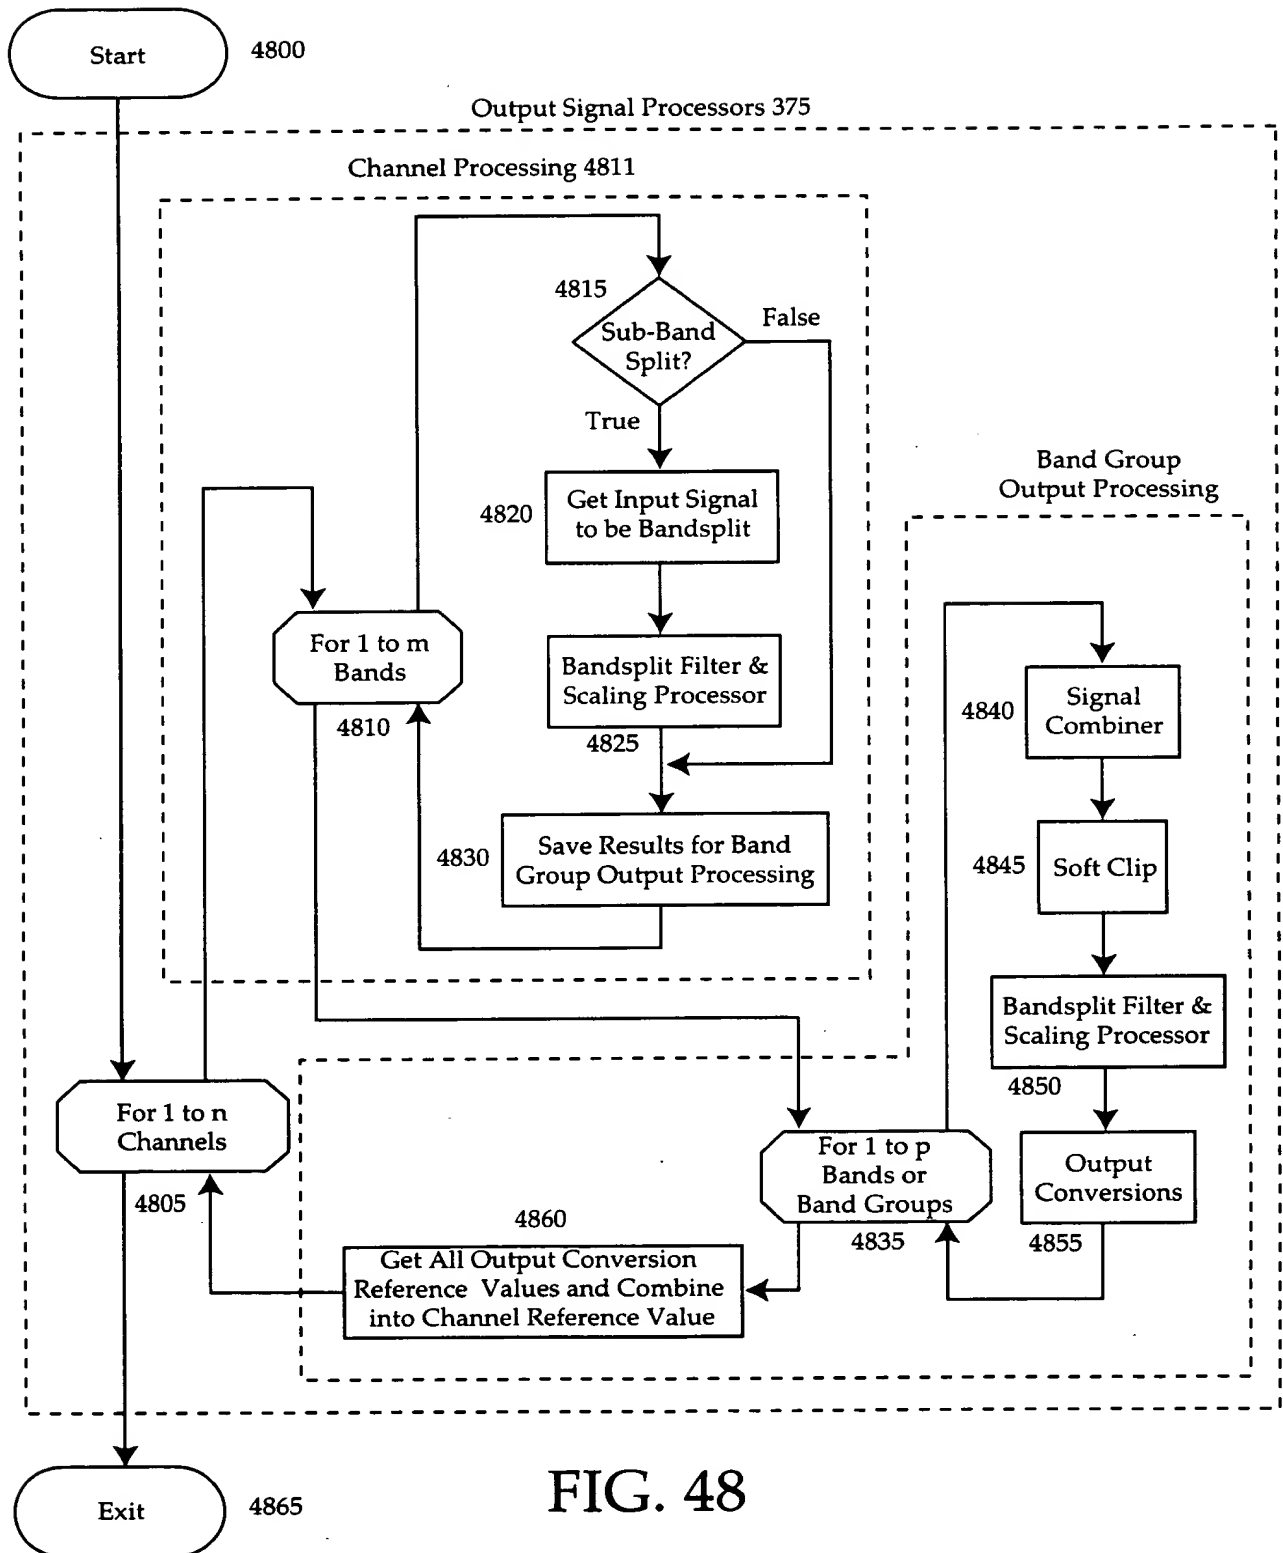 Start
4800
Output Signal Processors 375
Channel Processing 4811
4815
Sub-Band
Split?
False
True
4820
Get Input Signal
to be Bandsplit
Bandsplit Filter &
Scaling Processor
4825
4830
Save Results for Band
Group Output Processing
For 1 to m
Bands
4810
Band Group
Output Processing
4840
Signal
Combiner
4845
Soft Clip
Bandsplit Filter &
Scaling Processor
4850
Output
Conversions
4855
For 1 to p
Bands or
Band Groups
4835
4860
Get All Output Conversion
Reference Values and Combine
into Channel Reference Value
For 1 to n
Channels
4805
Exit
4865
FIG. 48